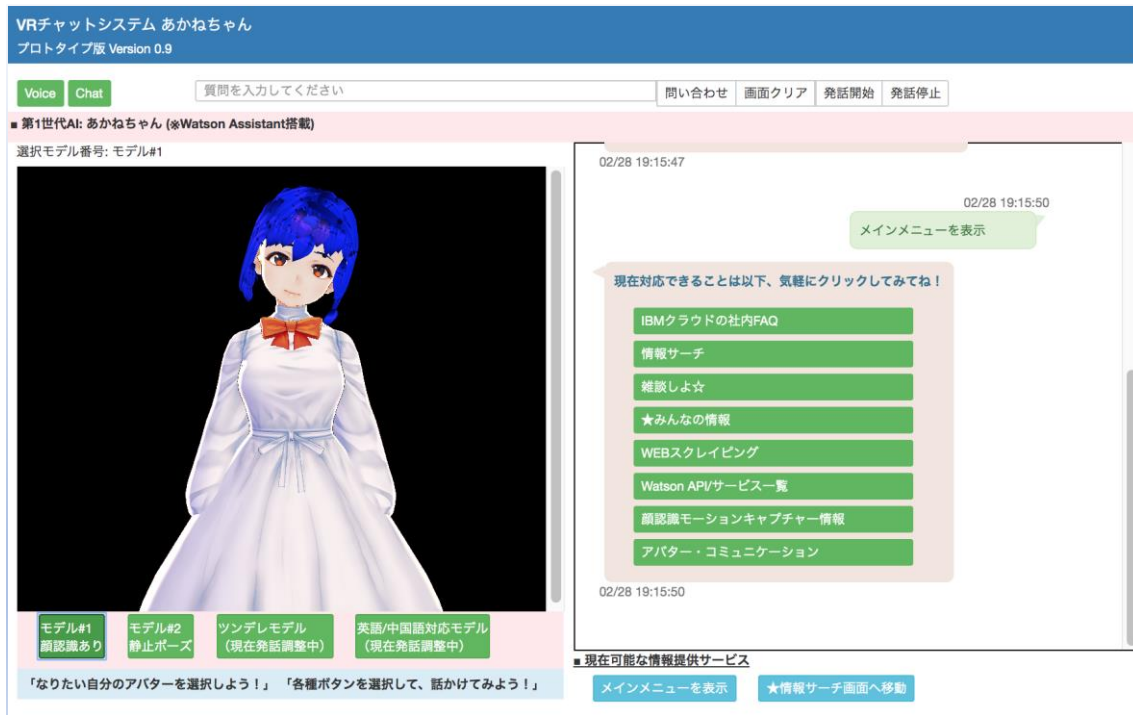 VRチャットシステム あかねちゃん
プロトタイプ版 Version 0.9
Voice
Chat
質問を入力してください
問い合わせ
画面クリア
発話開始
発話停止
■ 第1世代AI: あかねちゃん (※Watson Assistant搭載)
選択モデル番号: モデル#1
02/28 19:15:47
02/28 19:15:50
メインメニューを表示
現在対応できることは以下、気軽にクリックしてみてね！
IBMクラウドの社内FAQ
情報サーチ
雑談しよ☆
★みんなの情報
WEBスクレイピング
Watson API/サービス一覧
顔認識モーションキャプチャー情報
アバター・コミュニケーション
02/28 19:15:50
モデル#1
顔認識あり
モデル#2
静止ポーズ
ツンデレモデル
（現在発話調整中）
英語/中国語対応モデル
（現在発話調整中）
「なりたい自分のアバターを選択しよう！」 「各種ボタンを選択して、話かけてみよう！」
■ 現在可能な情報提供サービス
メインメニューを表示
★情報サーチ画面へ移動